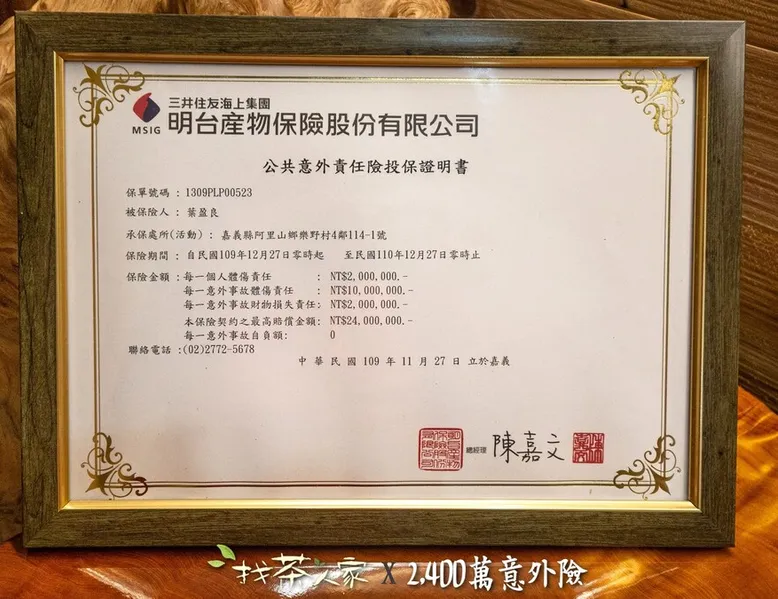 三井住友海上集團
MSIG 明台產物保險股份有限公司
公共意外責任險投保證明書
保單號碼 : 1309PLP00523
被保險人 : 葉盈良
承保處所(活動) : 嘉義縣阿里山鄉樂野村4鄰114-1號
保險期間 : 自民國109年12月27日零時起 至民國110年12月27日零時止
保險金額 : 每一個人體傷責任 : NT$2,000,000.-
每一意外事故體傷責任 : NT$10,000,000.-
每一意外事故財物損失責任: NT$2,000,000.-
本保險契約之最高賠償金額: NT$24,000,000.-
每一意外事故自負額: 0
聯絡電話 :(02)2772-5678
中 華 民 國 109 年 11 月 27 日 立於嘉義
總經理 陳嘉文
找茶人家 X 2,400萬意外險